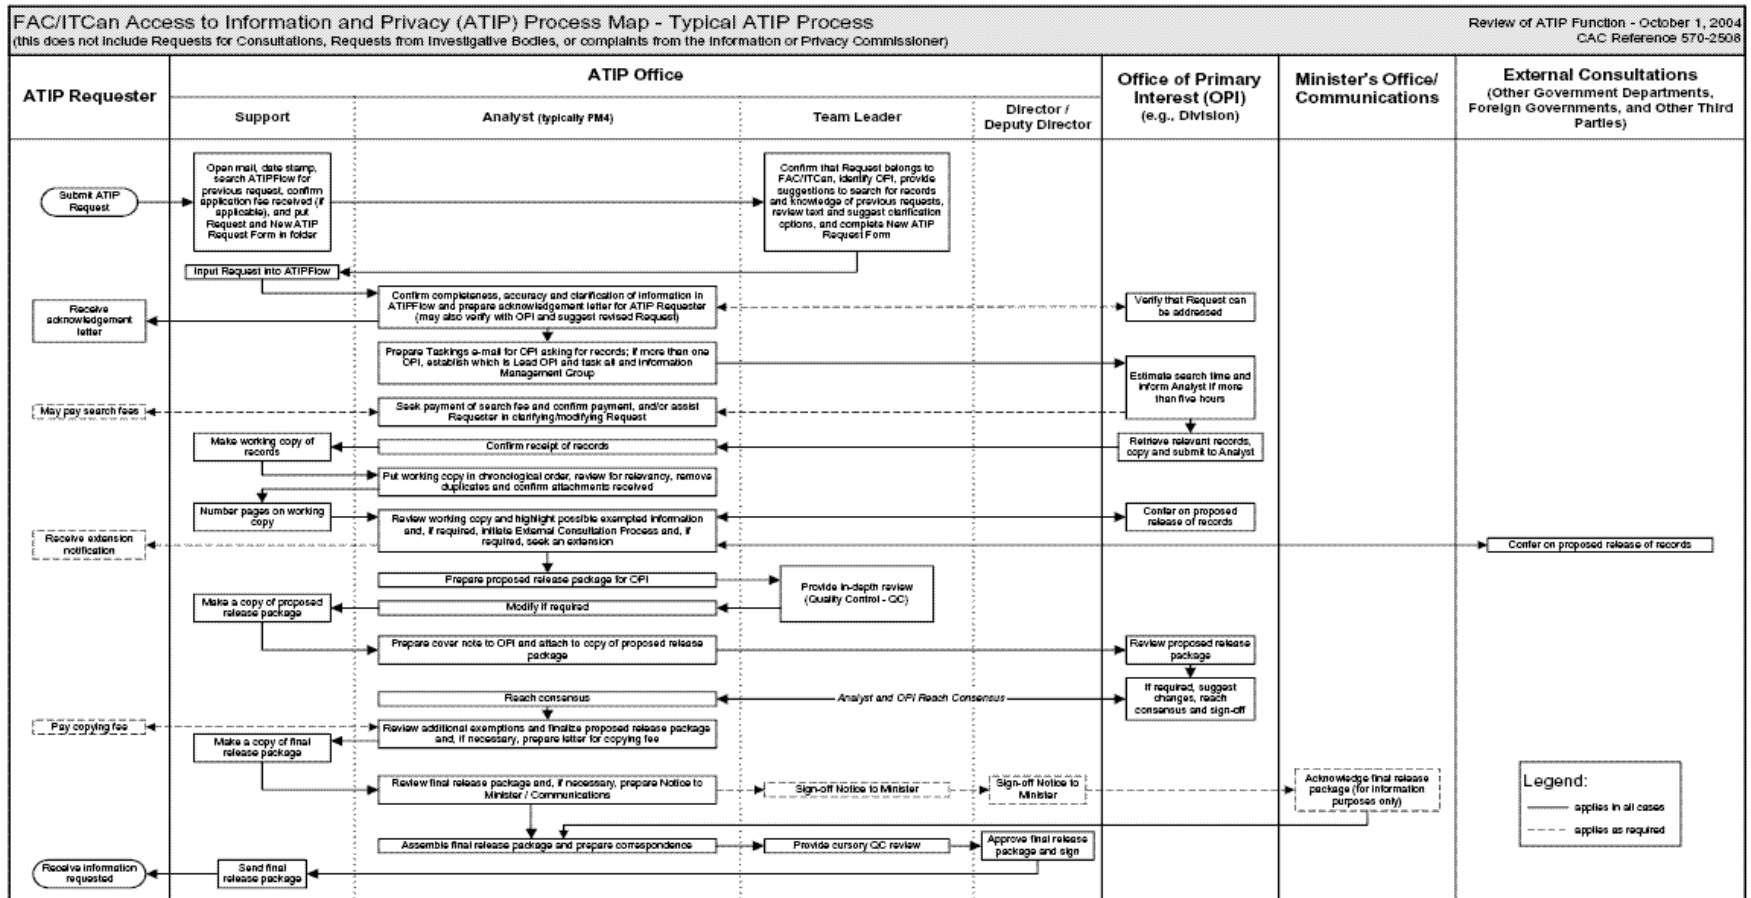 FAC/ITCan Access to Information and Privacy (ATIP) Process Map - Typical ATIP Process
(this does not include Requests for Consultations, Requests from Investigative Bodies, or complaints from the Information or Privacy Commissioner)
Review of ATIP Function - October 1, 2004
CAC Reference 570-2508
ATIP Requester
ATIP Office
Support
Analyst (typically PM4)
Team Leader
Director /
Deputy Director
Office of Primary
Interest (OPI)
(e.g., Division)
Minister's Office/
Communications
External Consultations
(Other Government Departments,
Foreign Governments, and Other Third
Parties)
Submit ATIP
Request
Open mail, date stamp,
search ATIPFlow for
previous request, confirm
application fee received (if
applicable), and put
Request and New ATIP
Request Form in folder
Confirm that Request belongs to
FAC/ITCan, identify OPI, provide
suggestions to search for records
and knowledge of previous requests,
review text and suggest clarification
options, and complete New ATIP
Request Form
Input Request into ATIPFlow
Receive
acknowledgement
letter
Confirm completeness, accuracy and clarification of information in
ATIPFlow and prepare acknowledgement letter for ATIP Requester
(may also verify with OPI and suggest revised Request)
Verify that Request can
be addressed
Prepare Taskings e-mail for OPI asking for records; if more than one
OPI, establish which is Lead OPI and task all and Information
Management Group
Estimate search time and
inform Analyst if more
than five hours
May pay search fees
Seek payment of search fee and confirm payment, and/or assist
Requester in clarifying/modifying Request
Make working copy of
records
Confirm receipt of records
Retrieve relevant records,
copy and submit to Analyst
Put working copy in chronological order, review for relevancy, remove
duplicates and confirm attachments received
Number pages on working
copy
Review working copy and highlight possible exempted information
and, if required, initiate External Consultation Process and, if
required, seek an extension
Confer on proposed
release of records
Receive extension
notification
Confer on proposed release of records
Prepare proposed release package for OPI
Provide in-depth review
(Quality Control - QC)
Make a copy of proposed
release package
Modify if required
Prepare cover note to OPI and attach to copy of proposed release
package
Review proposed release
package
Reach consensus
Analyst and OPI Reach Consensus
If required, suggest
changes, reach
consensus and sign-off
Pay copying fee
Review additional exemptions and finalize proposed release package
and, if necessary, prepare letter for copying fee
Make a copy of final
release package
Review final release package and, if necessary, prepare Notice to
Minister / Communications
Sign-off Notice to Minister
Sign-off Notice to
Minister
Acknowledge final release
package (for information
purposes only)
Legend:
applies in all cases
applies as required
Assemble final release package and prepare correspondence
Provide cursory QC review
Approve final release
package and sign
Receive information
requested
Send final
release package